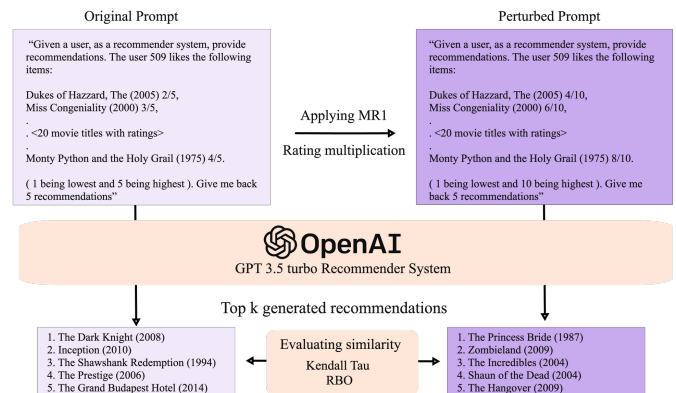 Original Prompt
“Given a user, as a recommender system, provide
recommendations. The user 509 likes the following
items:
Dukes of Hazzard, The (2005) 2/5,
Miss Congeniality (2000) 3/5,
.
. <20 movie titles with ratings>
.
Monty Python and the Holy Grail (1975) 4/5.
( 1 being lowest and 5 being highest ). Give me back
5 recommendations”
Applying MR1
Rating multiplication
Perturbed Prompt
“Given a user, as a recommender system, provide
recommendations. The user 509 likes the following
items:
Dukes of Hazzard, The (2005) 4/10,
Miss Congeniality (2000) 6/10,
.
. <20 movie titles with ratings>
.
Monty Python and the Holy Grail (1975) 8/10.
( 1 being lowest and 10 being highest ). Give me
back 5 recommendations”
OpenAI
GPT 3.5 turbo Recommender System
Top k generated recommendations
1. The Dark Knight (2008)
2. Inception (2010)
3. The Shawshank Redemption (1994)
4. The Prestige (2006)
5. The Grand Budapest Hotel (2014)
Evaluating similarity
Kendall Tau
RBO
1. The Princess Bride (1987)
2. Zombieland (2009)
3. The Incredibles (2004)
4. Shaun of the Dead (2004)
5. The Hangover (2009)